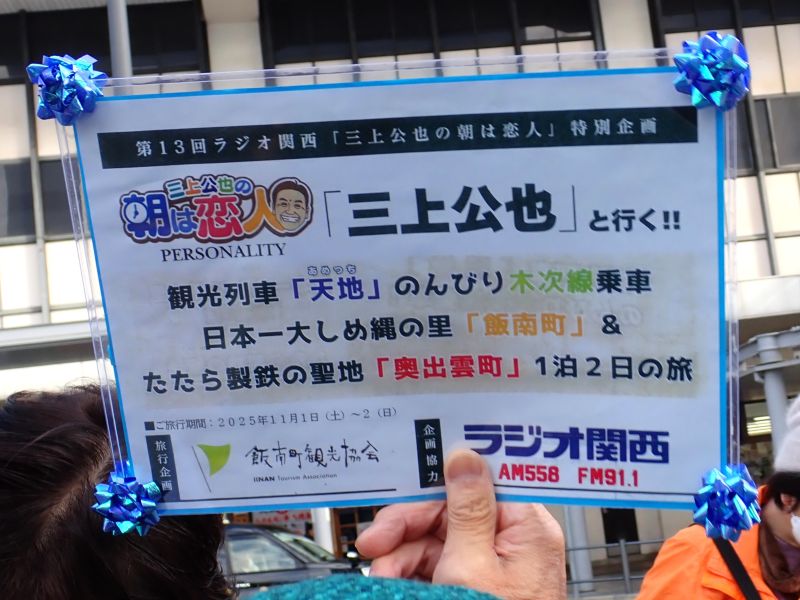 第13回ラジオ関西「三上公也の朝は恋人」特別企画
三上公也の
朝は恋人
PERSONALITY
「三上公也」と行く!!
あめつち
観光列車「天地」のんびり木次線乗車
日本一大しめ縄の里「飯南町」&
たたら製鉄の聖地「奥出雲町」1泊2日の旅
■ご旅行期間：2025年11月1日（土）～2（日）
旅行企画
飯南町観光協会
IINAN Tourism Association
企画協力
ラジオ関西
AM558 FM91.1